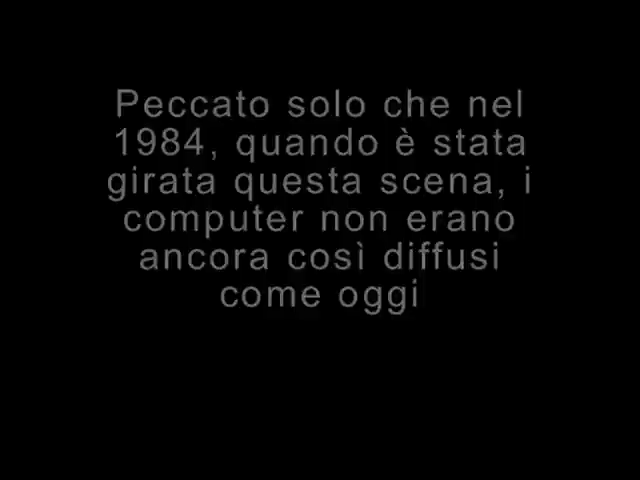 Peccato solo che nel
1984, quando è stata
girata questa scena, i
computer non erano
ancora così diffusi
come oggi